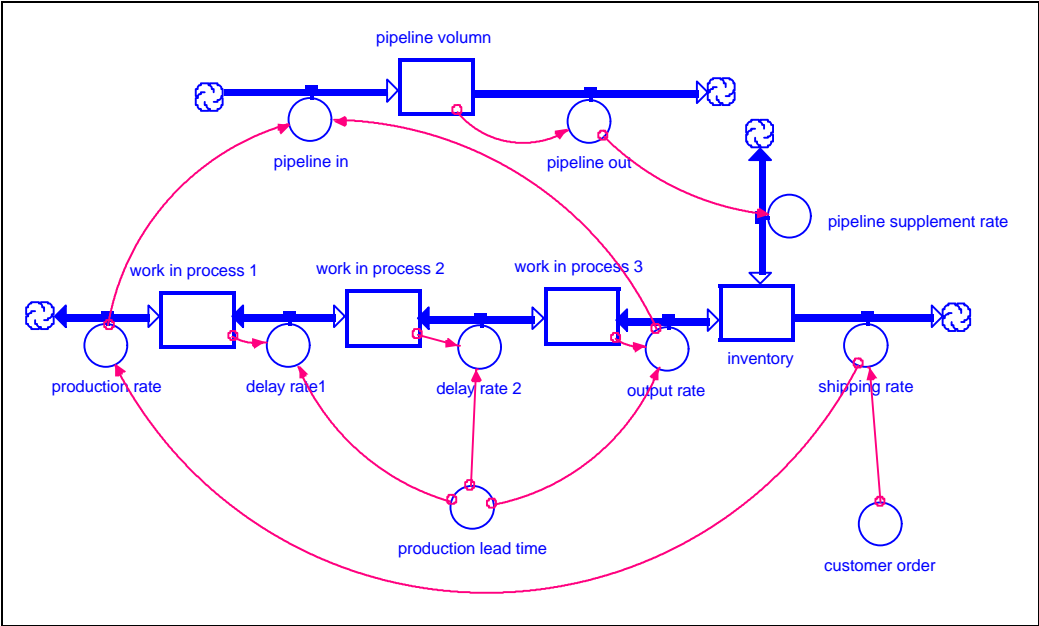 pipeline volumn
pipeline in
pipeline out
pipeline supplement rate
work in process 1
work in process 2
work in process 3
production rate
delay rate1
delay rate 2
output rate
inventory
shipping rate
production lead time
customer order